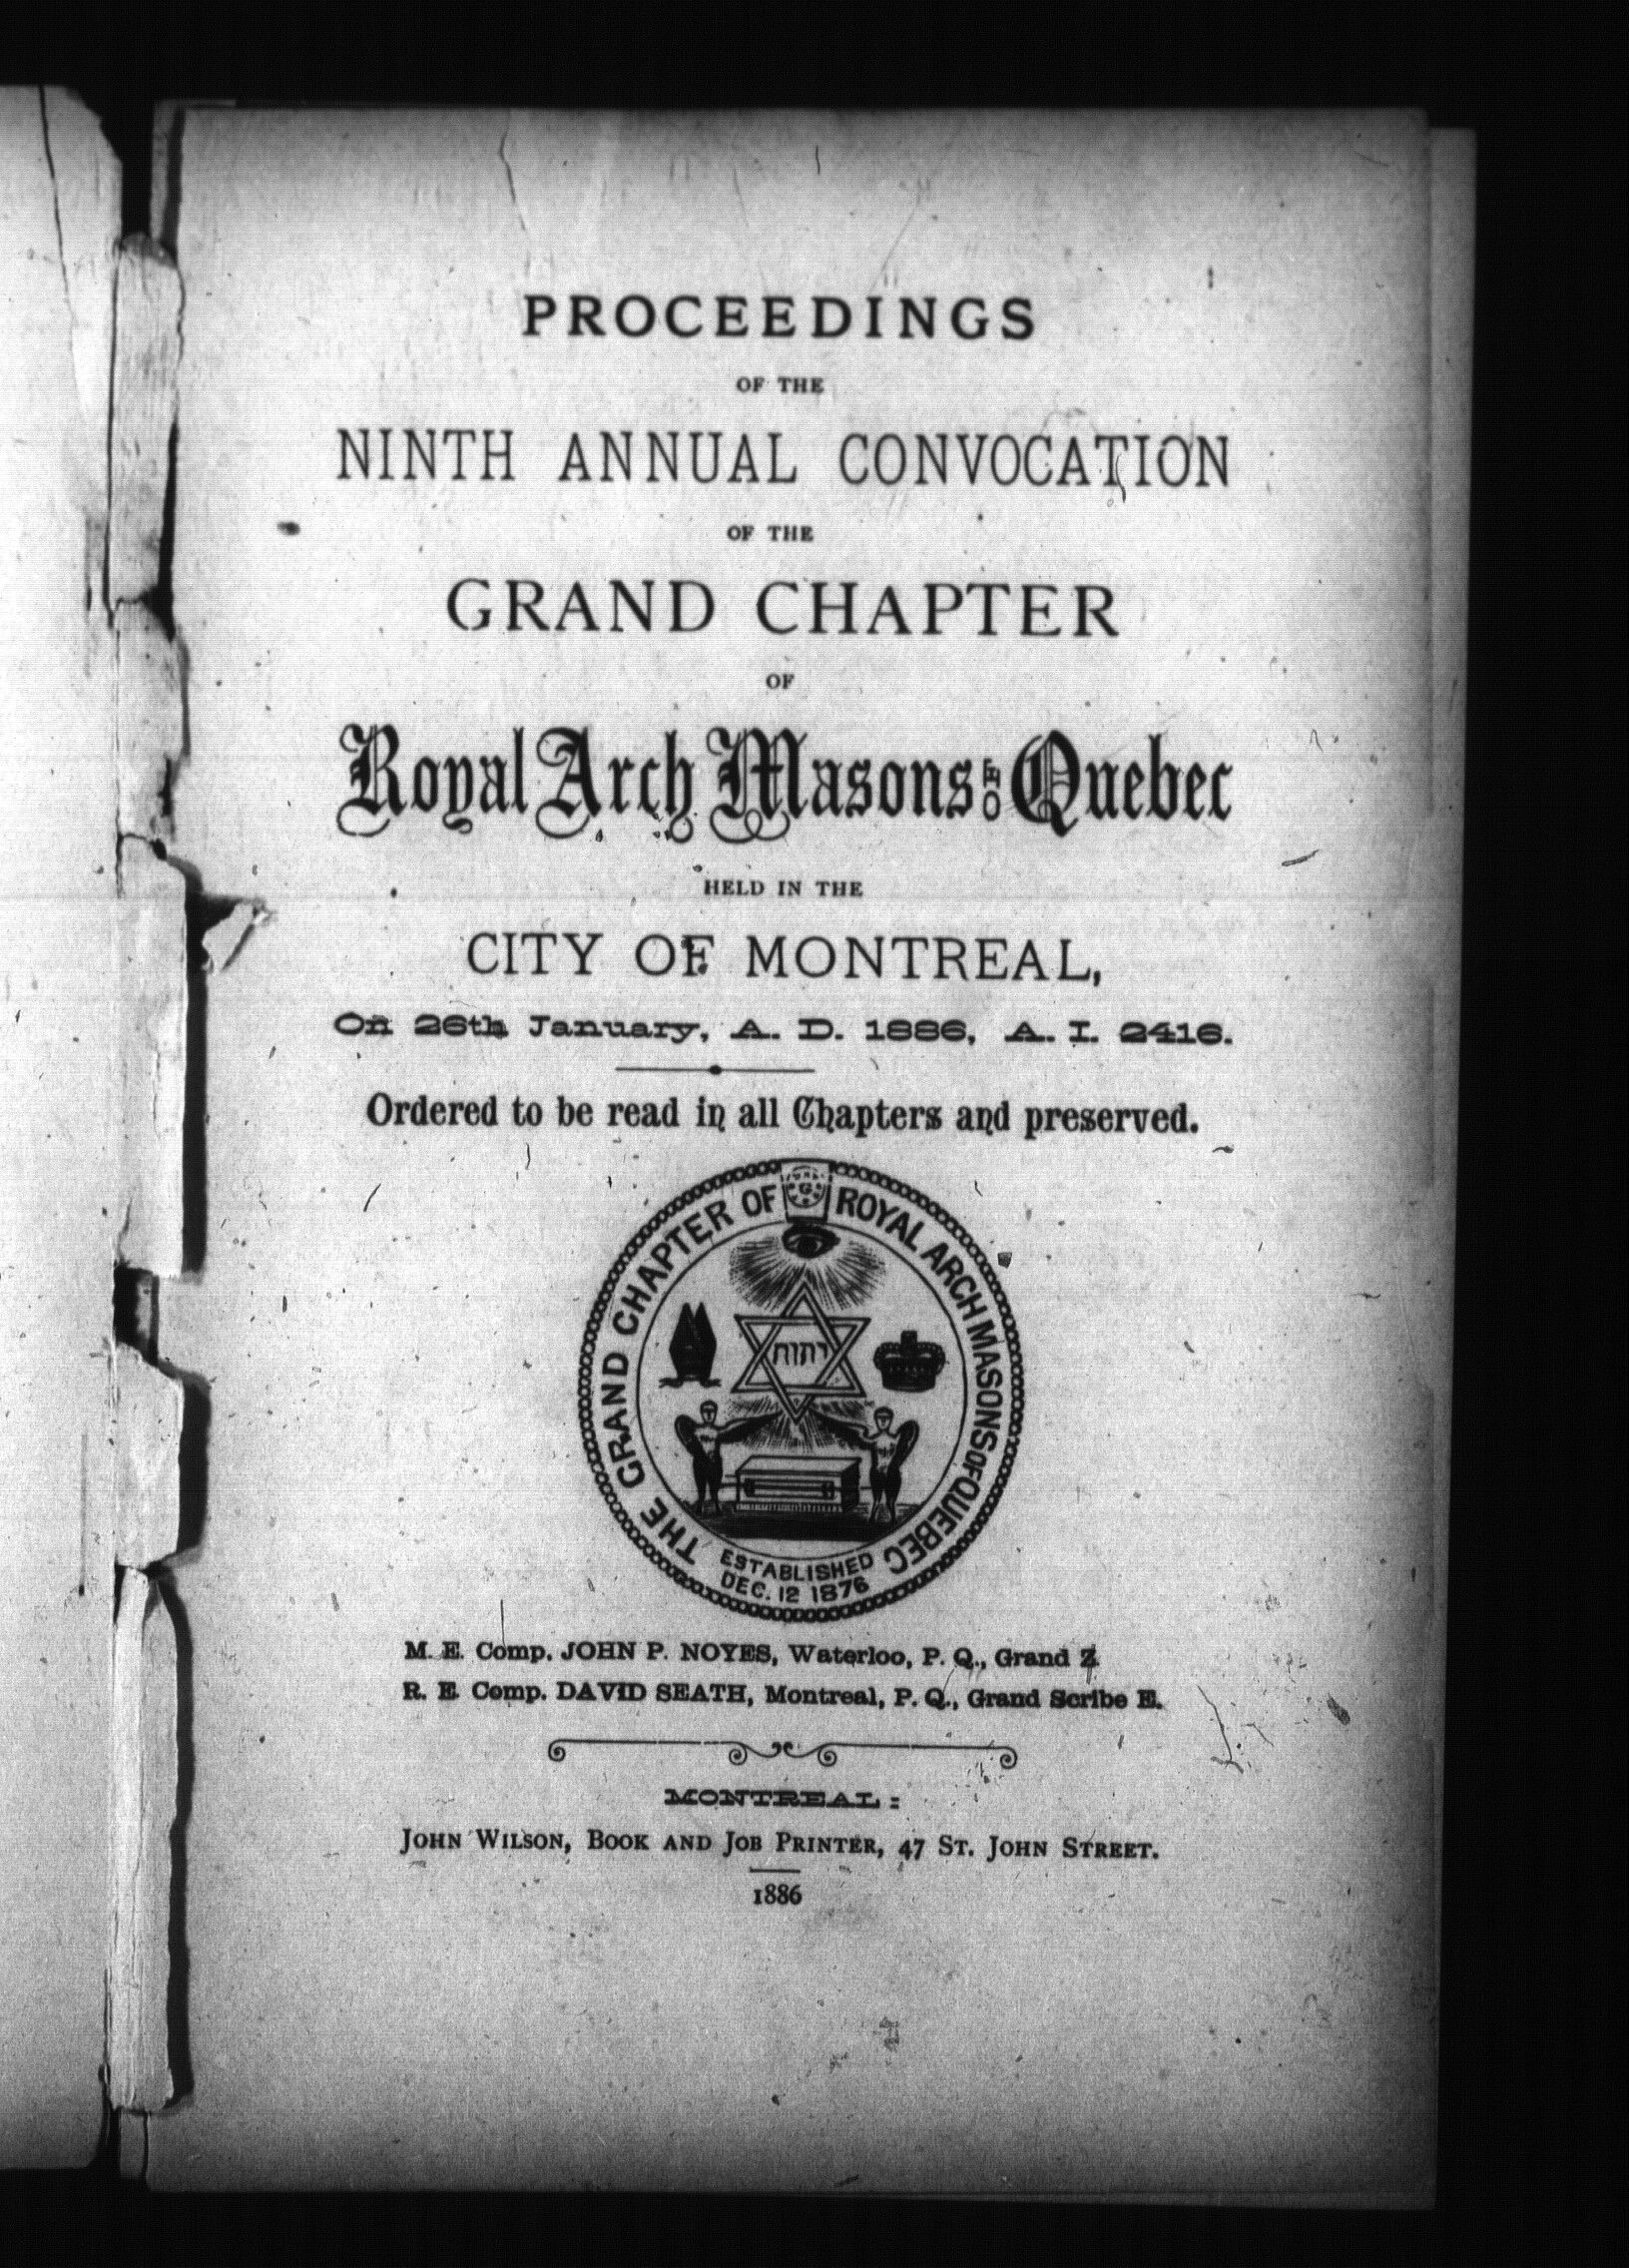 PROCEEDINGS
OF THE
NINTH ANNUAL CONVOCATION
OF THE
GRAND CHAPTER
OF
Royal Arch Masons OF Quebec
HELD IN THE
CITY OF MONTREAL,
On 26th January, A. D. 1886, A. I. 2416.
Ordered to be read in all Chapters and preserved.
THE GRAND CHAPTER OF ROYAL ARCH MASONS OF QUEBEC
G
ESTABLISHED
DEC. 12 1876
M. E. Comp. JOHN P. NOYES, Waterloo, P. Q., Grand Z.
R. E. Comp. DAVID SEATH, Montreal, P. Q., Grand Scribe E.
MONTREAL:
JOHN WILSON, BOOK AND JOB PRINTER, 47 ST. JOHN STREET.
1886